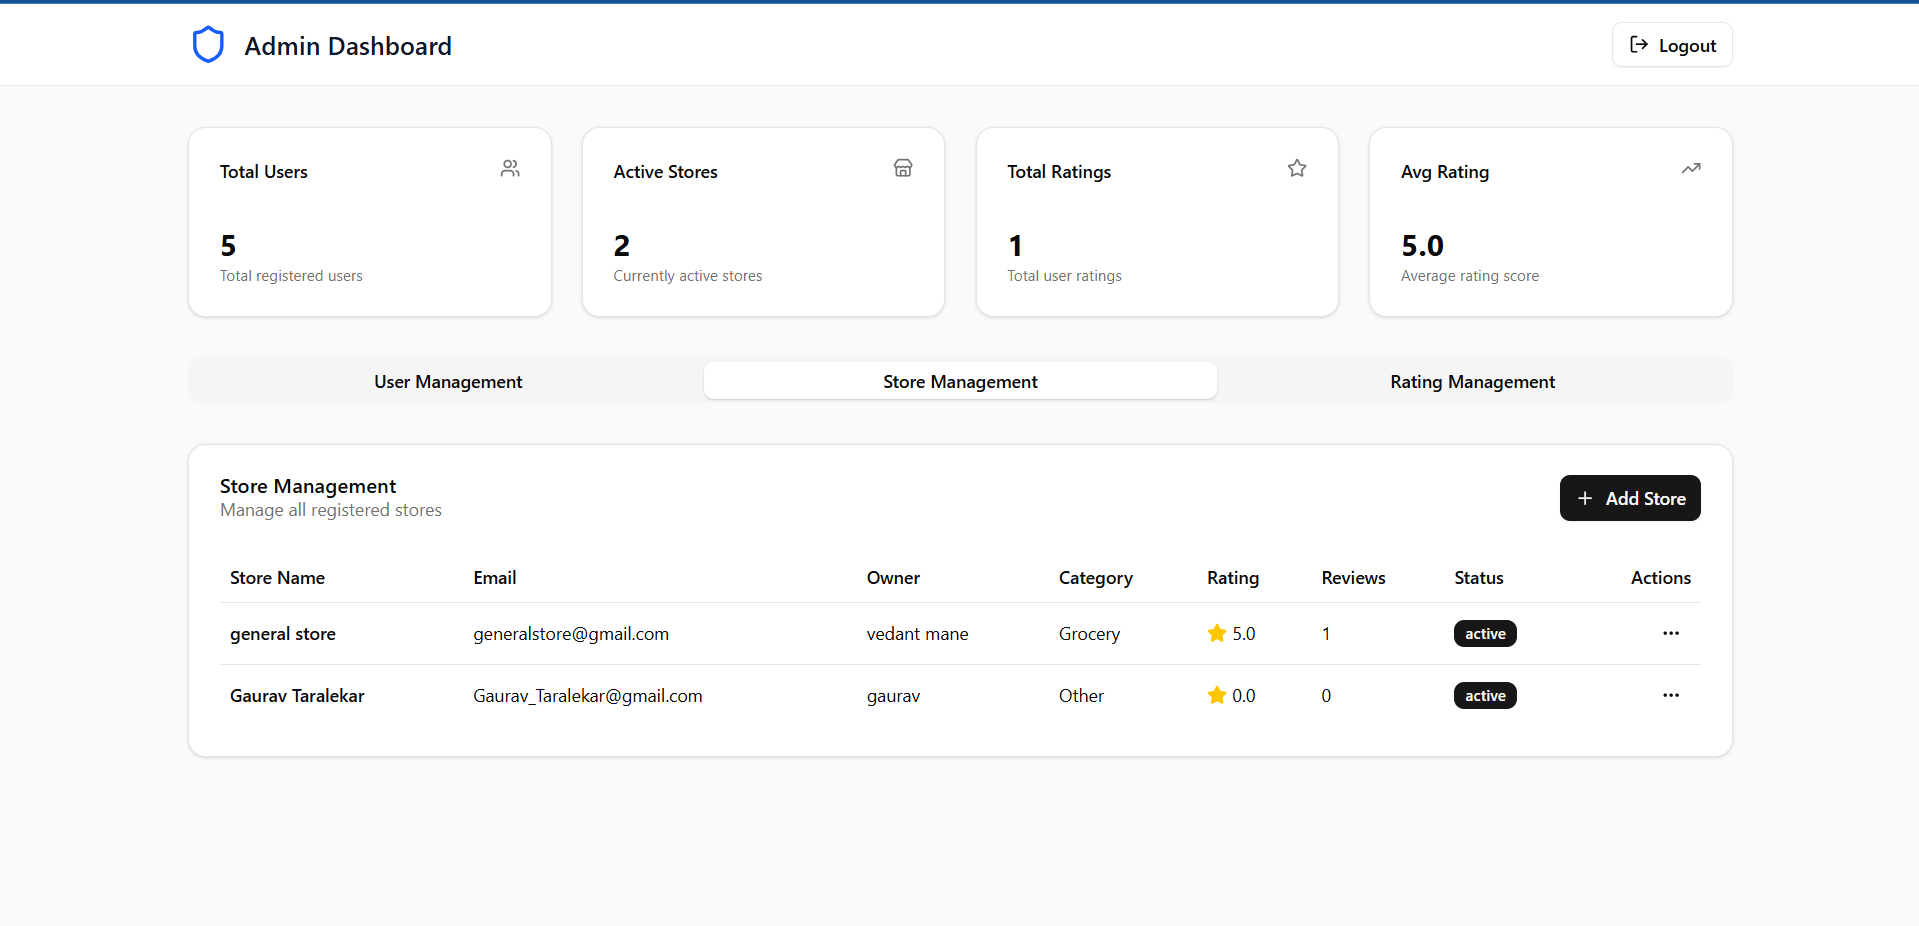 Admin Dashboard
Logout
Total Users
5
Total registered users
Active Stores
2
Currently active stores
Total Ratings
1
Total user ratings
Avg Rating
5.0
Average rating score
User Management
Store Management
Rating Management
Store Management
Manage all registered stores
Add Store
Store Name Email Owner Category Rating Reviews Status Actions
general store generalstore@gmail.com vedant mane Grocery 5.0 1 active
Gaurav Taralekar Gaurav_Taralekar@gmail.com gaurav Other 0.0 0 active